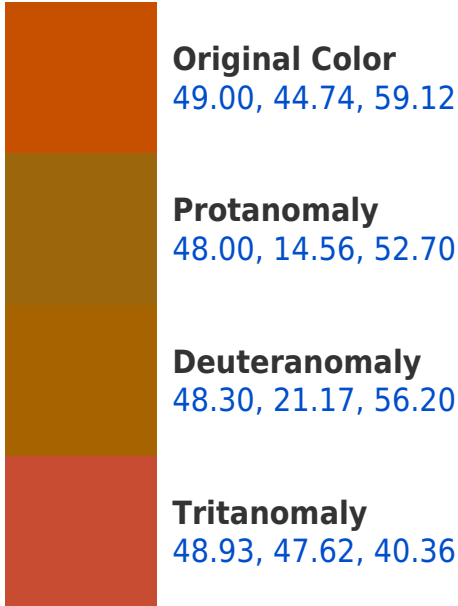 Original Color
49.00, 44.74, 59.12
Protanomaly
48.00, 14.56, 52.70
Deuteranomaly
48.30, 21.17, 56.20
Tritanomaly
48.93, 47.62, 40.36